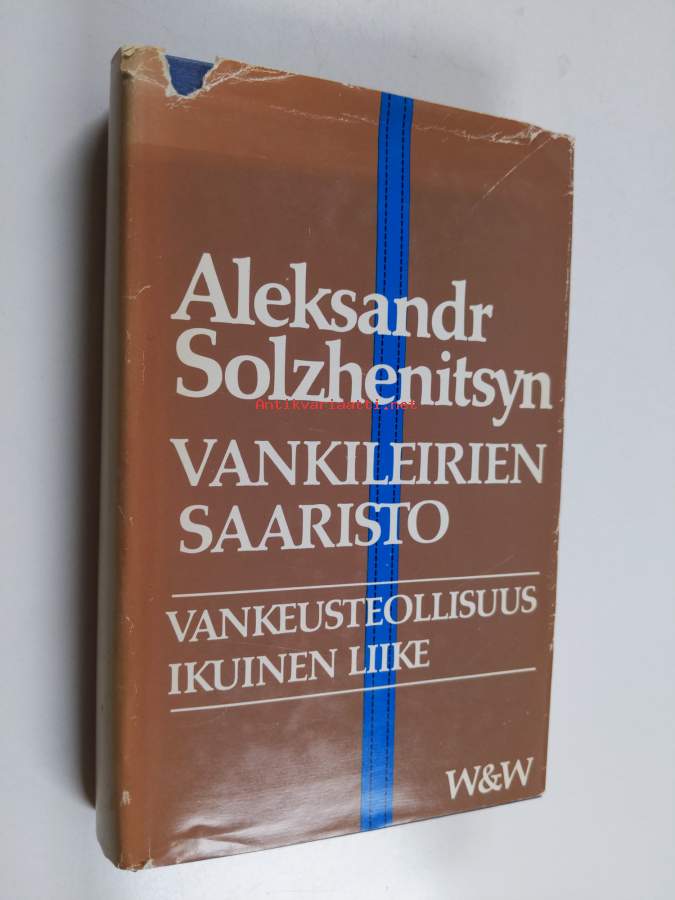 Aleksandr
Solzhenitsyn
Antikvariaatti.net
VANKILEIRIEN
SAARISTO
VANKEUSTEOLLISUUS
IKUINEN LIIKE
W&W